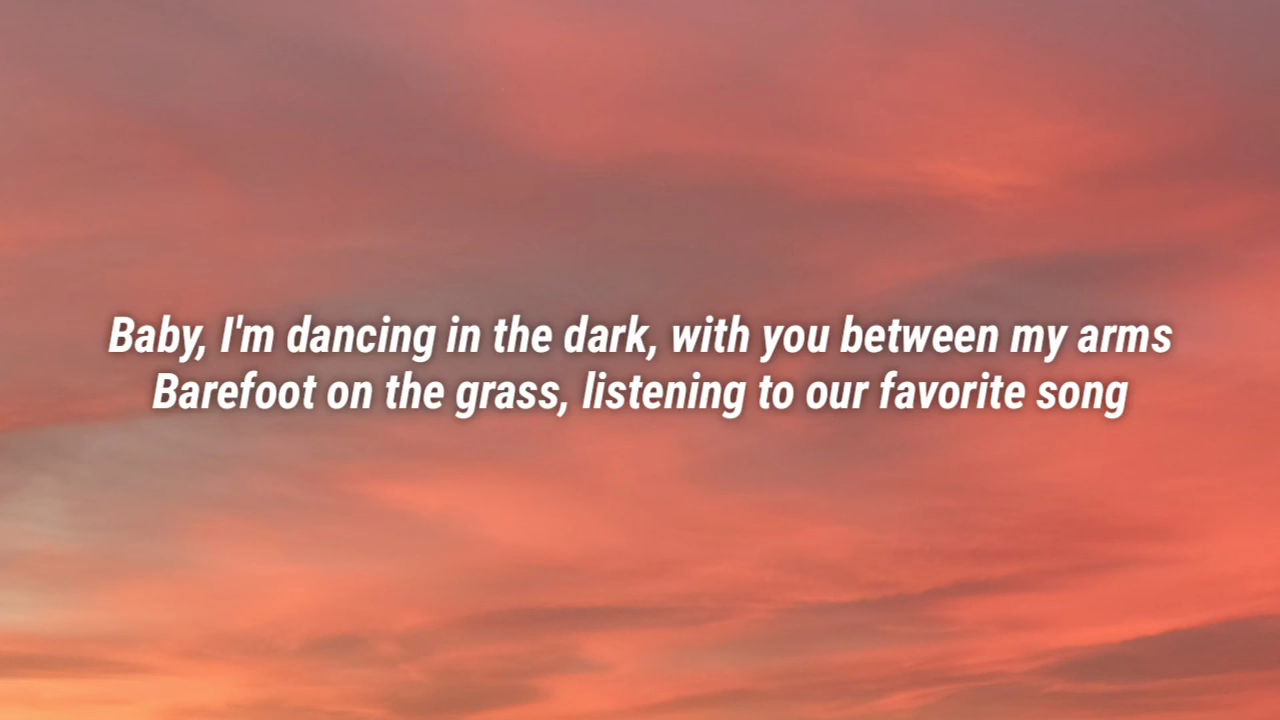 Baby, I'm dancing in the dark, with you between my arms
Barefoot on the grass, listening to our favorite song